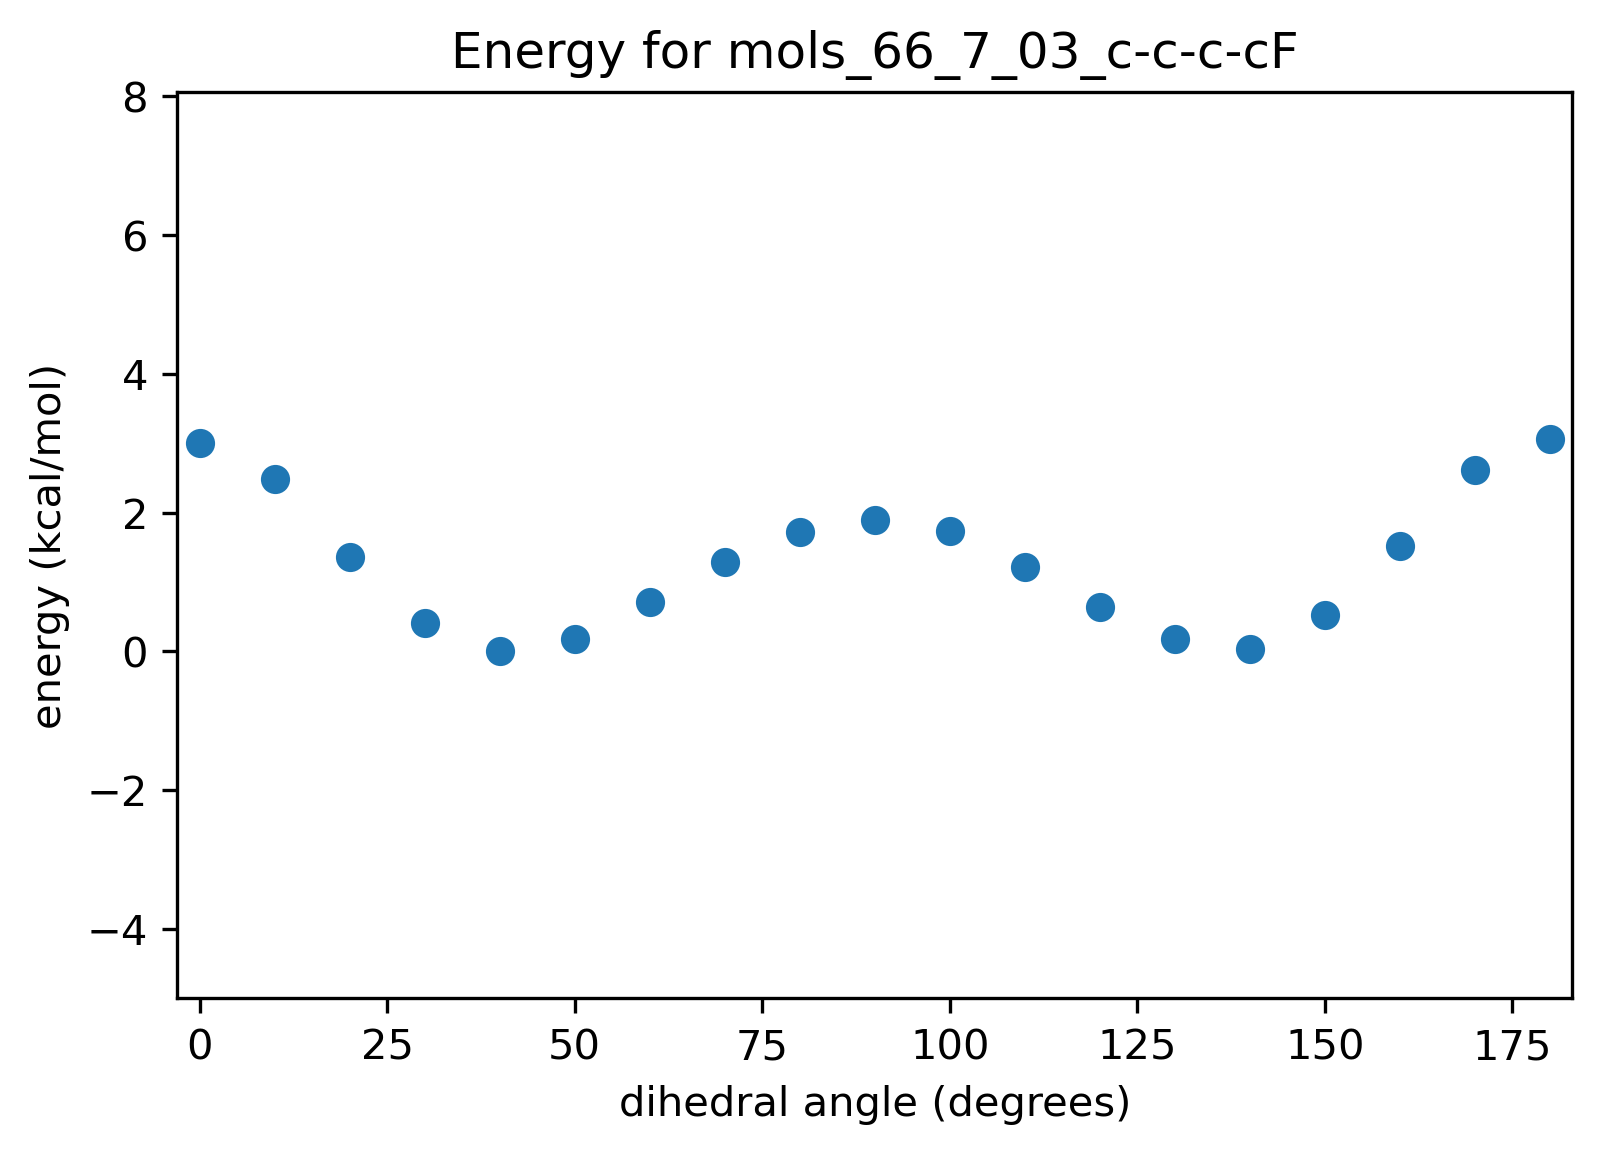 Energy for mols_66_7_03_c-c-c-cF
8
6
4
2
0
−2
−4
energy (kcal/mol)
0 25 50 75 100 125 150 175
dihedral angle (degrees)